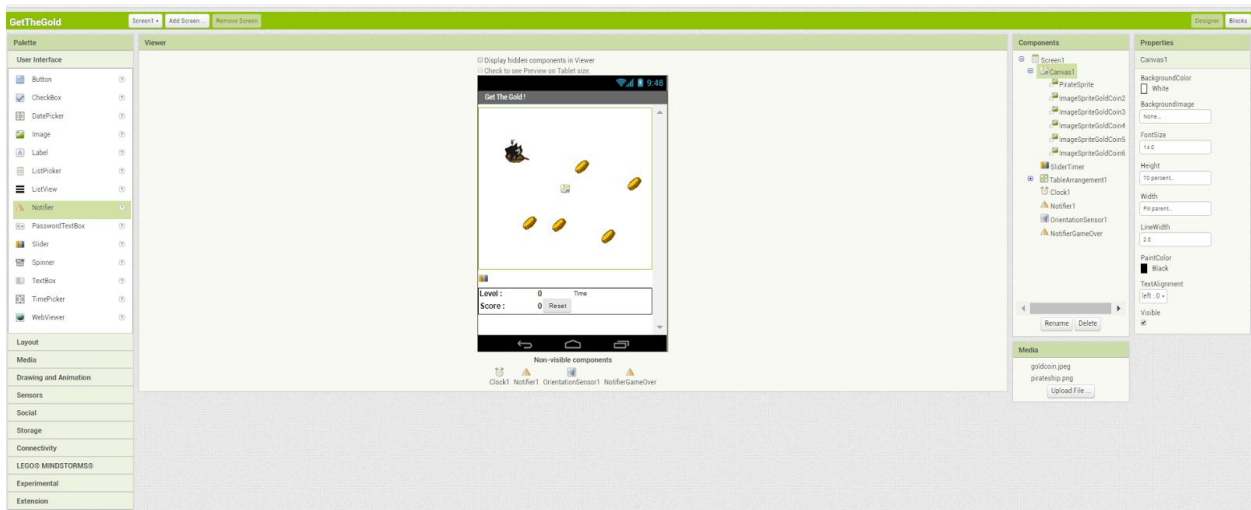 GetTheGold
Screen1
Add Screen ...
Remove Screen
Designer
Blocks
Palette
User Interface
Button
CheckBox
DatePicker
Image
Label
ListPicker
ListView
Notifier
PasswordTextBox
Slider
Spinner
TextBox
TimePicker
WebViewer
Layout
Media
Drawing and Animation
Sensors
Social
Storage
Connectivity
LEGO® MINDSTORMS®
Experimental
Extension
Viewer
Display hidden components in Viewer
Check to see Preview on Tablet size.
9:48
Get The Gold !
Level : 0 Time
Score : 0 Reset
Non-visible components
Clock1 Notifier1 OrientationSensor1 NotifierGameOver
Components
Screen1
Canvas1
PirateSprite
ImageSpriteGoldCoin2
ImageSpriteGoldCoin3
ImageSpriteGoldCoin4
ImageSpriteGoldCoin5
ImageSpriteGoldCoin6
SliderTimer
TableArrangement1
Clock1
Notifier1
OrientationSensor1
NotifierGameOver
Rename Delete
Media
goldcoin.jpeg
pirateship.png
Upload File ...
Properties
Canvas1
BackgroundColor
White
BackgroundImage
None...
FontSize
14.0
Height
70 percent...
Width
Fill parent...
LineWidth
2.0
PaintColor
Black
TextAlignment
left : 0
Visible